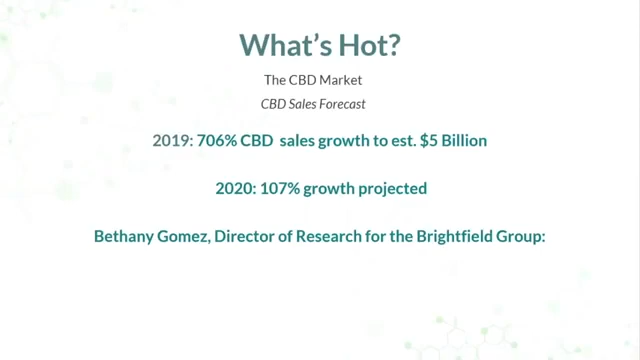 What's Hot?
The CBD Market
CBD Sales Forecast
2019: 706% CBD  sales growth to est. $5 Billion
2020: 107% growth projected
Bethany Gomez, Director of Research for the Brightfield Group: